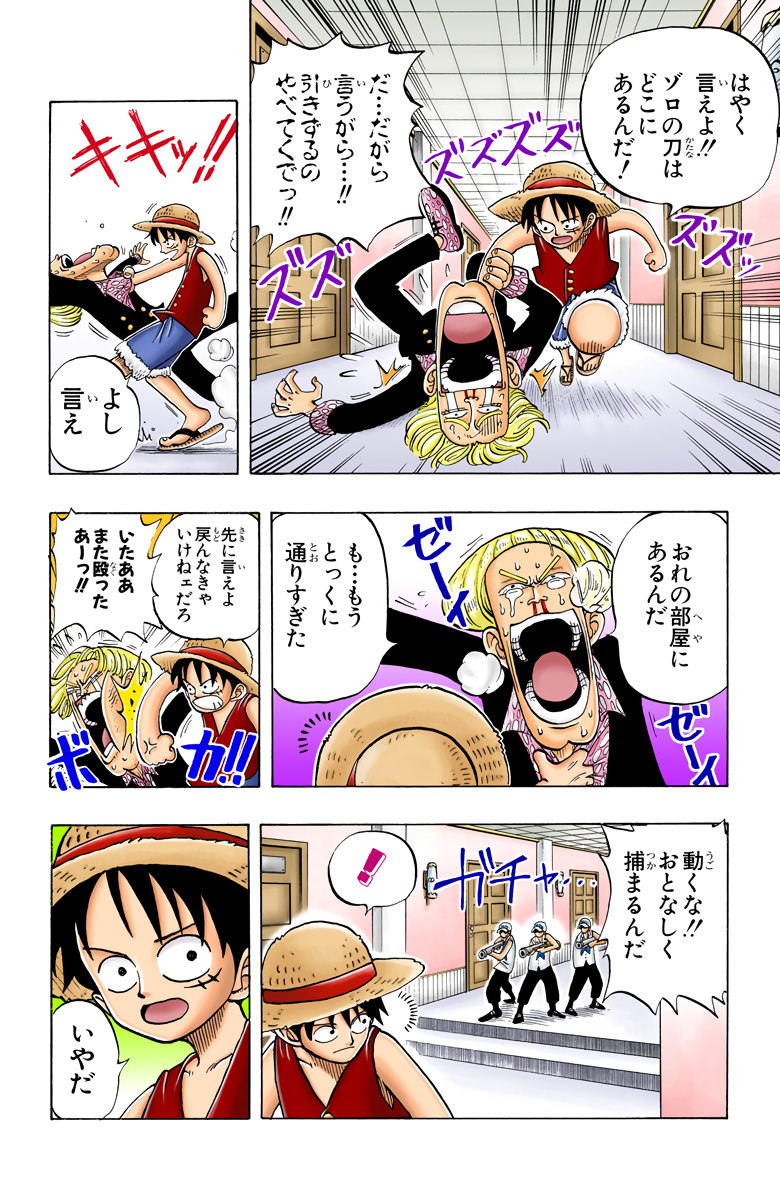 はやく
言えよ!!
ゾロの刀は
どこに
あるんだ!
だ…だがら
言うがら…!!
引きずるの
やべてくでっ!!
ズズズズ
ズズッ
ズズ
キキッ!!
よし
言え
おれの部屋に
あるんだ
ゼーィ
ゼーィ
も…もう
とっくに
通りすぎた
先に言えよ
戻んなきゃ
いけねェだろ
いたああ
また殴った
あーっ!!
ボカ!!
動くな!!
おとなしく
捕まるんだ
ガチャッ…
!
いやだ